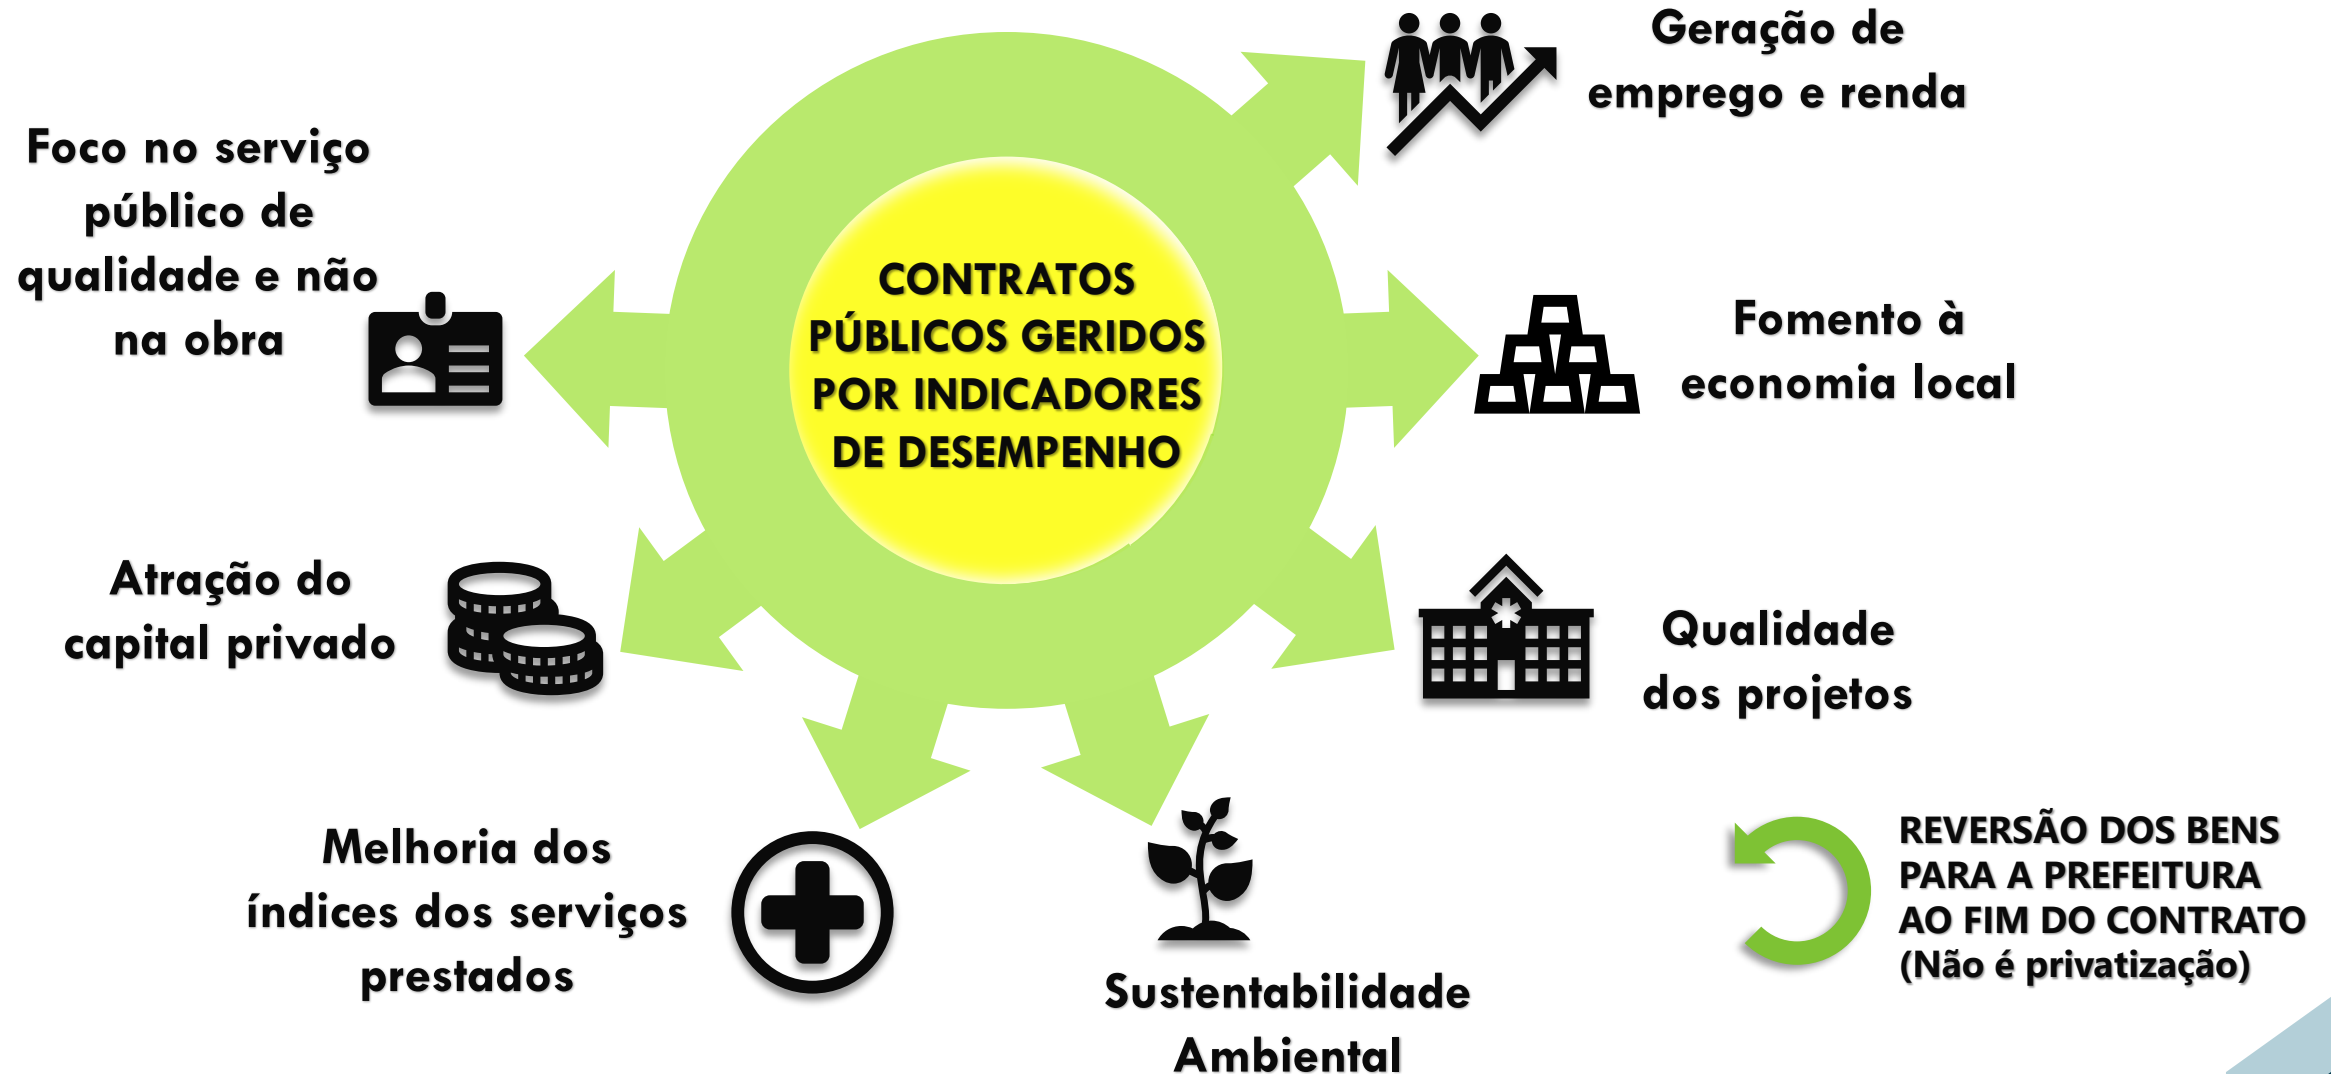 Geração de
emprego e renda
Foco no serviço
público de
qualidade e não
na obra
CONTRATOS
PÚBLICOS GERIDOS
POR INDICADORES
DE DESEMPENHO
Fomento à
economia local
Atração do
capital privado
Qualidade
dos projetos
Melhoria dos
índices dos serviços
prestados
Sustentabilidade
Ambiental
REVERSÃO DOS BENS
PARA A PREFEITURA
AO FIM DO CONTRATO
(Não é privatização)